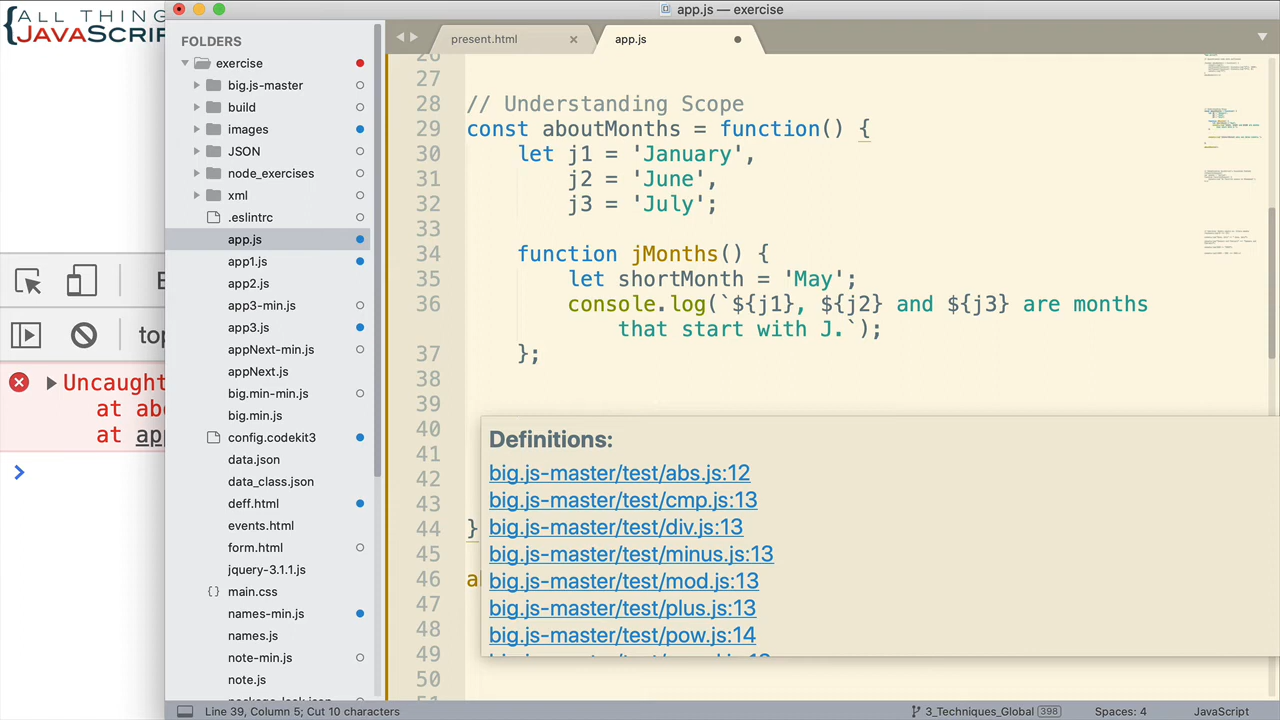 ALL THING
JAVASCRI
app.js — exercise
FOLDERS
exercise
big.js-master
build
images
JSON
node_exercises
xml
.eslintrc
app.js
app1.js
app2.js
app3-min.js
app3.js
appNext-min.js
appNext.js
big.min-min.js
big.min.js
config.codekit3
data.json
data_class.json
deff.html
events.html
form.html
jquery-3.1.1.js
{} main.css
names-min.js
names.js
note-min.js
note.js
present.html ×
app.js
26
27
28 // Understanding Scope
29 const aboutMonths = function() {
30 let j1 = 'January',
31 j2 = 'June',
32 j3 = 'July';
33
34 function jMonths() {
35 let shortMonth = 'May';
36 console.log(`${j1}, ${j2} and ${j3} are months
that start with J.`);
37 };
38
39
40
41
42
43
44 }
45
46
47
48
49
50
51
Definitions:
big.js-master/test/abs.js:12
big.js-master/test/cmp.js:13
big.js-master/test/div.js:13
big.js-master/test/minus.js:13
big.js-master/test/mod.js:13
big.js-master/test/plus.js:13
big.js-master/test/pow.js:14
top
Uncaught
at abo
at app
Line 39, Column 5; Cut 10 characters
3_Techniques_Global 398
Spaces: 4
JavaScript